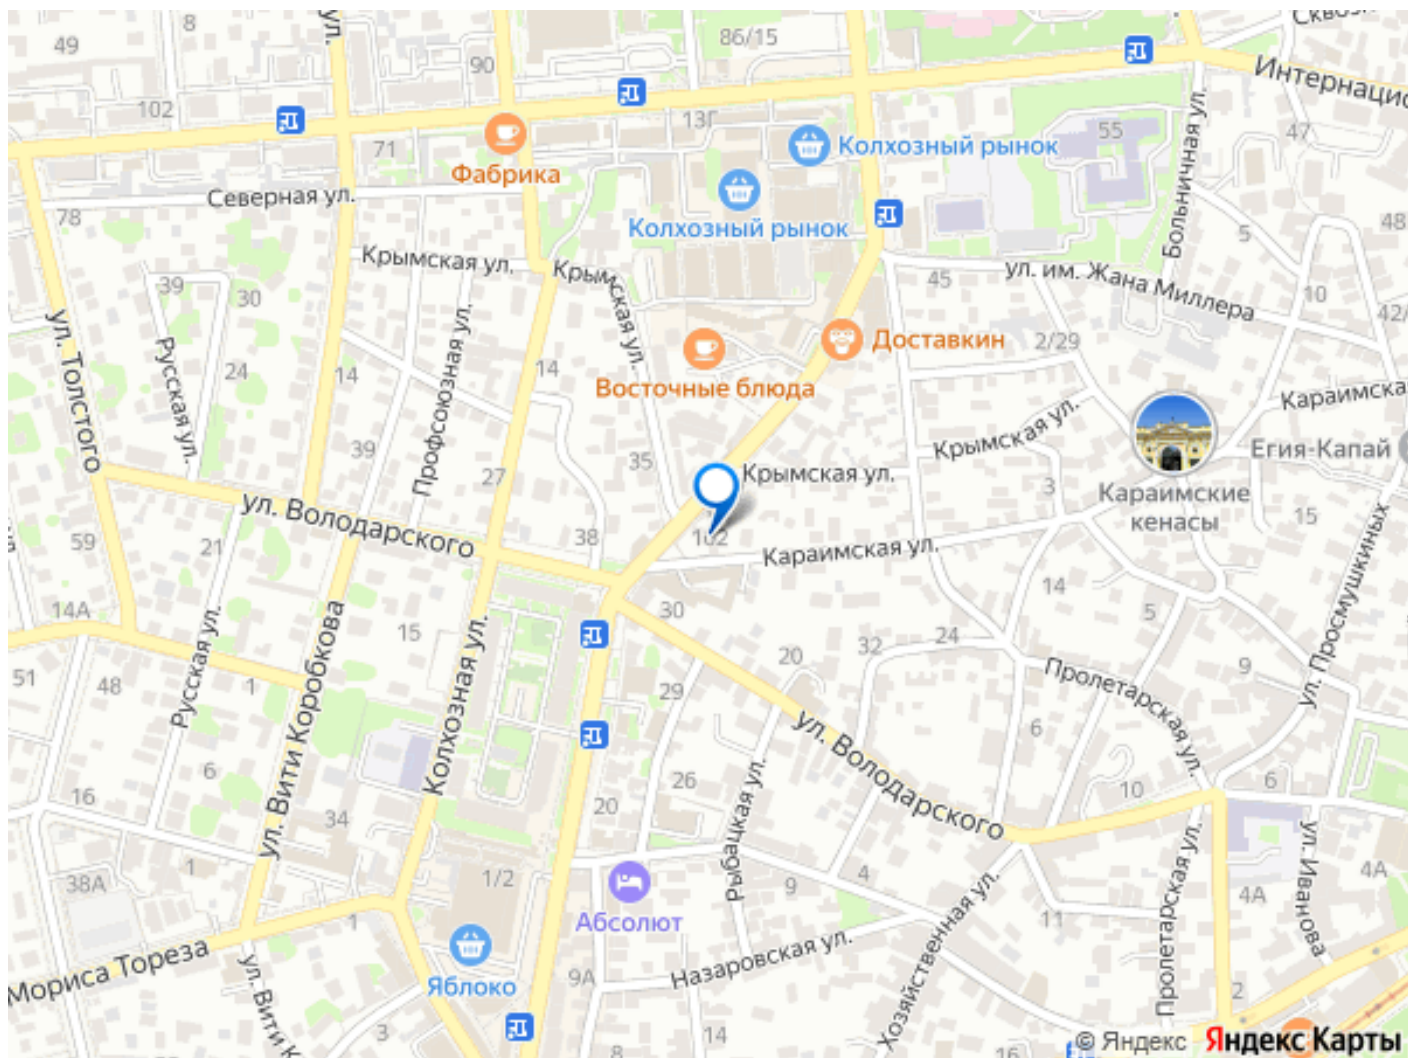 86/15
8
49
90
Интернацио
102
13Г
55
47
71
Колхозный рынок
Фабрика
Больничная ул.
Северная ул.
78
Колхозный рынок
48
5
Крымская ул.
Крымская ул.
45
ул. им. Жана Миллера
39
30
10
42/
ул. Толстого
Русская ул.
Профсоюзная ул.
Доставкин
2/29
14
24
14
Восточные блюда
Караимска
Крымская ул.
39
35
27
Крымская ул.
Егия-Капай
3
Караимские
кенасы
15
ул. Володарского
59
21
38
102
Караимская ул.
14
14А
30
5
15
24
32
20
9
ул. Просмушкиных
51
48
Русская ул.
1
ул. Вити Коробкова
Колхозная ул.
29
Пролетарская ул.
6
ул. Володарского
6
26
Рыбацкая ул.
16
34
20
10
6
1
38А
1/2
9
4
4А
4А
ул. Иванова
1
Абсолют
11
Хозяйственная ул.
Пролетарская ул.
Мориса Тореза
Назаровская ул.
9А
Яблоко
ул. Вити К
3
14
2
8
16
© Яндекс
Яндекс Карты